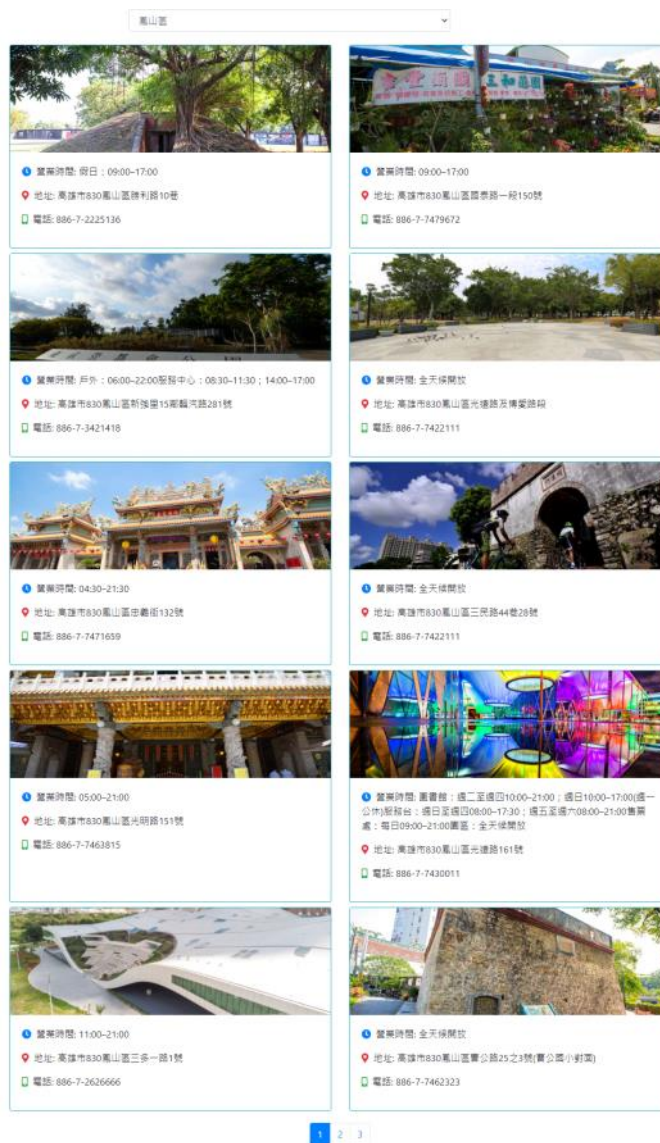 鳳山區
營業時間: 假日：09:00–17:00
地址: 高雄市830鳳山區勝利路10巷
電話: 886-7-2225136
營業時間: 09:00–17:00
地址: 高雄市830鳳山區國泰路一段150號
電話: 886-7-7479672
營業時間: 戶外：06:00–22:00服務中心：08:30–11:30；14:00–17:00
地址: 高雄市830鳳山區新強里15鄰輜汽路281號
電話: 886-7-3421418
營業時間: 全天候開放
地址: 高雄市830鳳山區光遠路及博愛路段
電話: 886-7-7422111
營業時間: 04:30–21:30
地址: 高雄市830鳳山區忠義街132號
電話: 886-7-7471659
營業時間: 全天候開放
地址: 高雄市830鳳山區三民路44巷28號
電話: 886-7-7422111
營業時間: 05:00–21:00
地址: 高雄市830鳳山區光明路151號
電話: 886-7-7463815
營業時間: 圖書館：週二至週四10:00–21:00；週日10:00–17:00(週一
公休)服務台：週日至週四08:00–17:30；週五至週六08:00–21:00售票
處：每日09:00–21:00園區：全天候開放
地址: 高雄市830鳳山區光遠路161號
電話: 886-7-7430011
營業時間: 11:00–21:00
地址: 高雄市830鳳山區三多一路1號
電話: 886-7-2626666
營業時間: 全天候開放
地址: 高雄市830鳳山區曹公路25之3號(曹公國小對面)
電話: 886-7-7462323
1 2 3